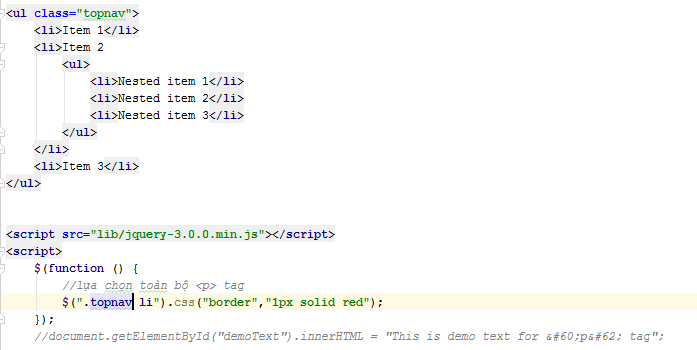 <ul class="topnav">
    <li>Item 1</li>
    <li>Item 2
        <ul>
            <li>Nested item 1</li>
            <li>Nested item 2</li>
            <li>Nested item 3</li>
        </ul>
    </li>
    <li>Item 3</li>
</ul>
<script src="lib/jquery-3.0.0.min.js"></script>
<script>
    $(function () {
        //lựa chọn toàn bộ <p> tag
        $(".topnav li").css("border","1px solid red");
    });
    //document.getElementById("demoText").innerHTML = "This is demo text for &#60;p&#62; tag";